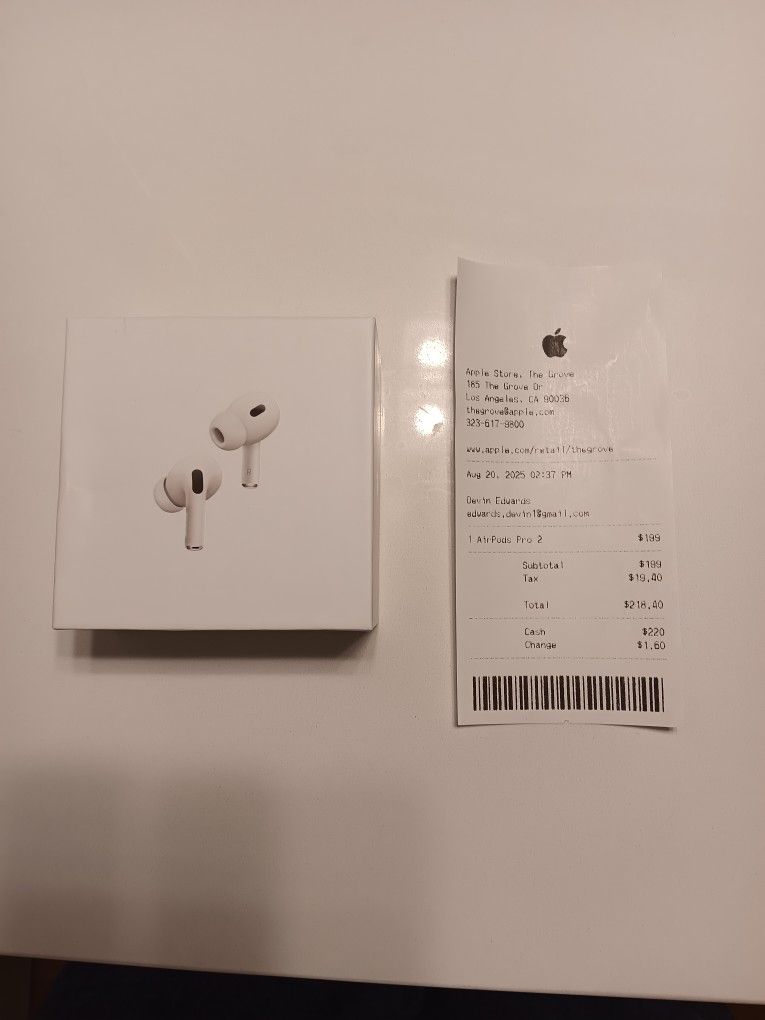 R
Apple Store, The Grove
185 The Grove Dr
Los Angeles, CA 90036
thegrove@apple.com
323-617-9800
www.apple.com/retail/thegrove
Aug 20, 2025 02:37 PM
Devin Edwards
edwards.devin1@gmail.com
1 AirPods Pro 2 $199
Subtotal $199
Tax $19.40
Total $218.40
Cash $220
Change $1.60